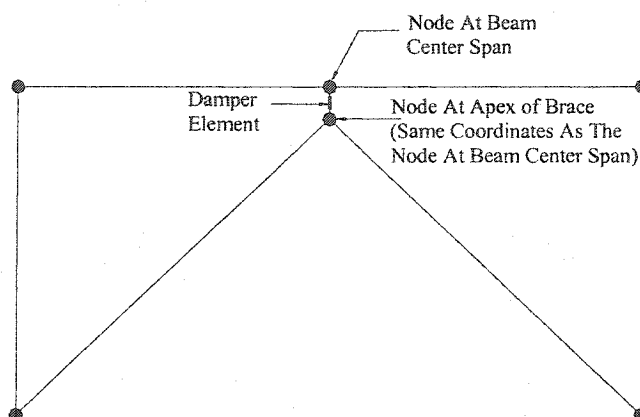 Node At Beam
Center Span
Damper
Element
Node At Apex of Brace
(Same Coordinates As The
Node At Beam Center Span)